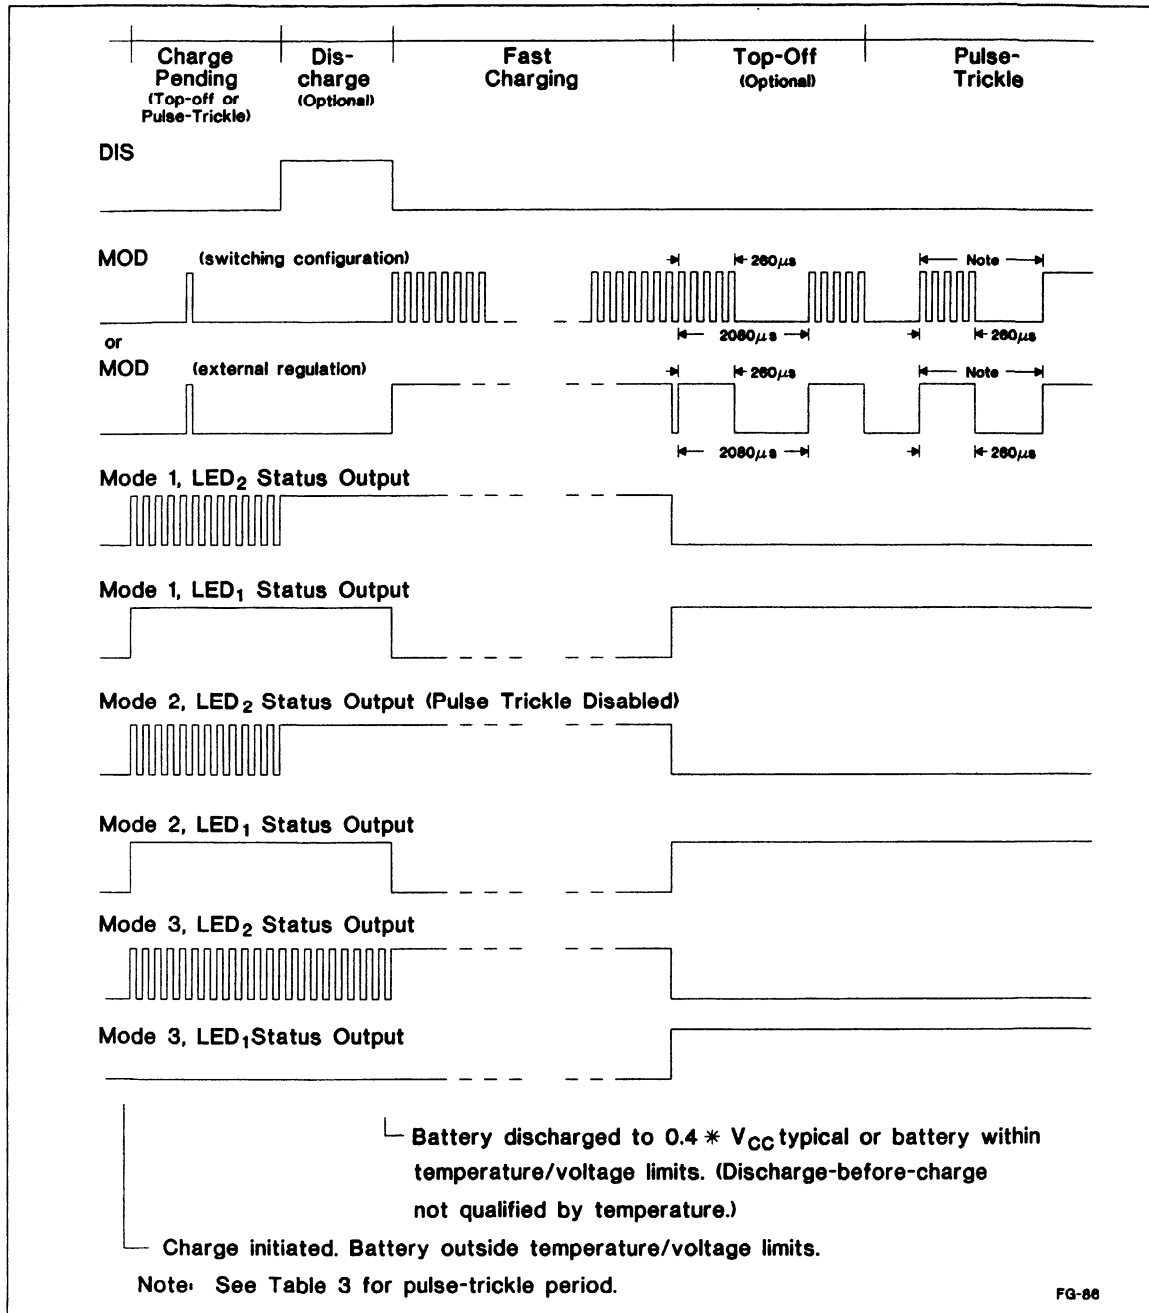 Charge Pending (Top-off or Pulse-Trickle)
Dis-charge (Optional)
Fast Charging
Top-Off (Optional)
Pulse-Trickle
DIS
MOD (switching configuration)
260μs
Note
2080μs
260μs
or
MOD (external regulation)
260μs
Note
2080μs
260μs
Mode 1, LED₂ Status Output
Mode 1, LED₁ Status Output
Mode 2, LED₂ Status Output (Pulse Trickle Disabled)
Mode 2, LED₁ Status Output
Mode 3, LED₂ Status Output
Mode 3, LED₁Status Output
Battery discharged to 0.4 * V_CC typical or battery within
temperature/voltage limits. (Discharge-before-charge
not qualified by temperature.)
Charge initiated. Battery outside temperature/voltage limits.
Note: See Table 3 for pulse-trickle period.
FG-86